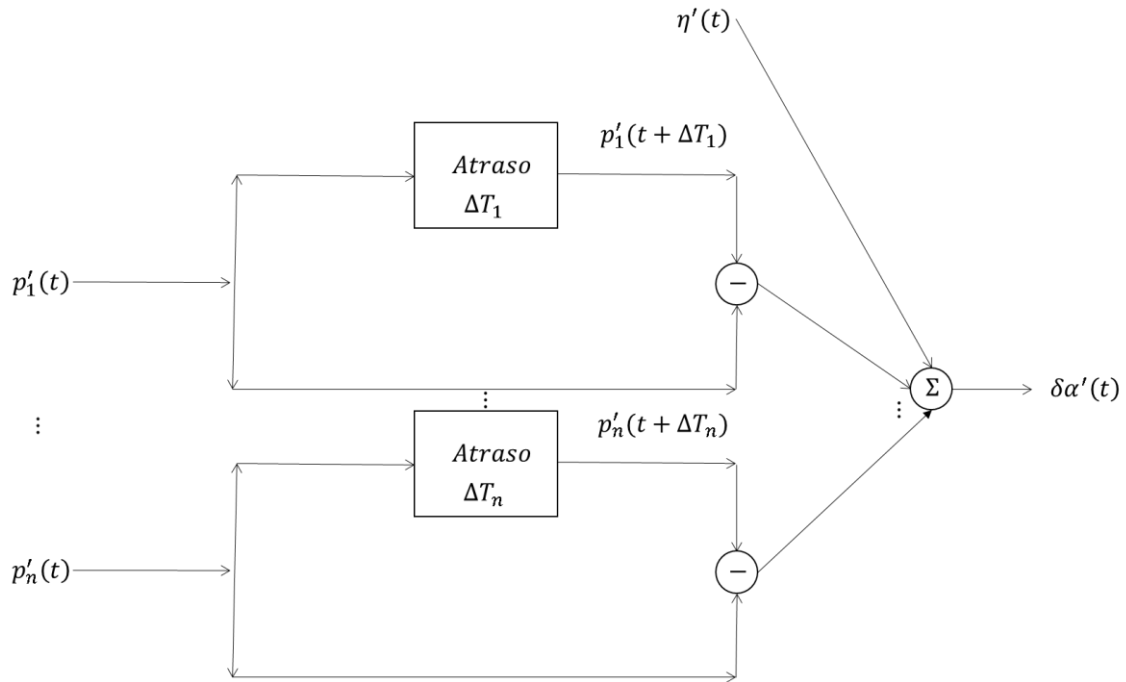 η′(t)
p′₁(t + ΔT₁)
Atraso
ΔT₁
p′₁(t)
−
Σ
δα′(t)
⋮
⋮
⋮
p′ₙ(t + ΔTₙ)
Atraso
ΔTₙ
p′ₙ(t)
−